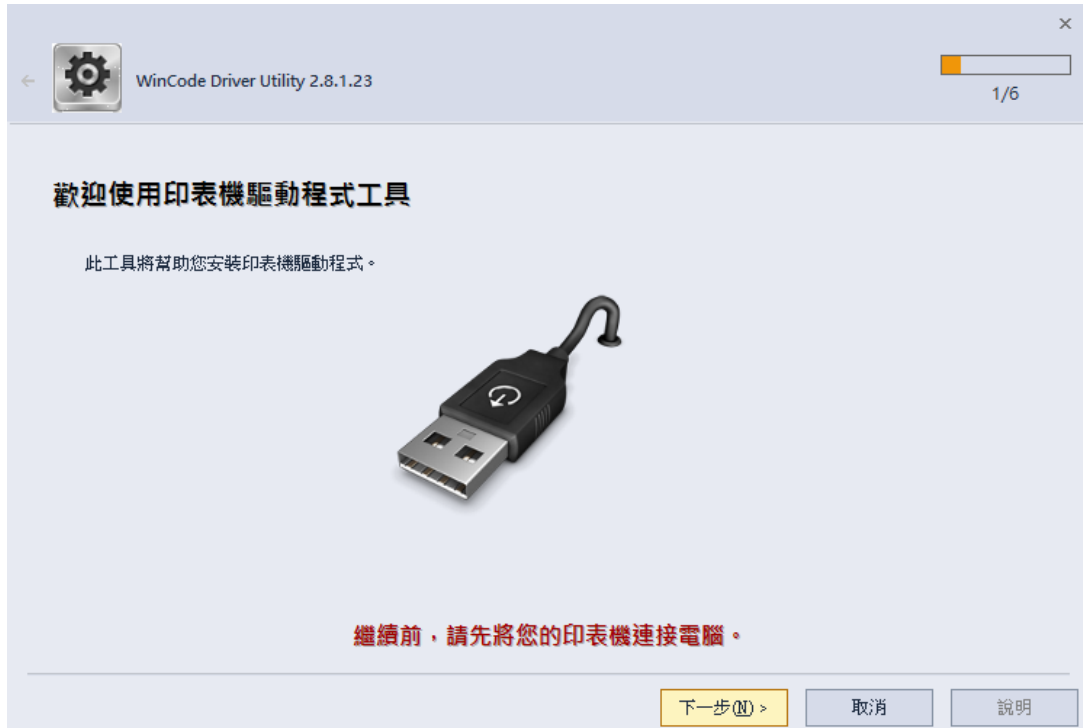 WinCode Driver Utility 2.8.1.23
1/6
歡迎使用印表機驅動程式工具
此工具將幫助您安裝印表機驅動程式。
繼續前，請先將您的印表機連接電腦。
下一步(N) >
取消
說明